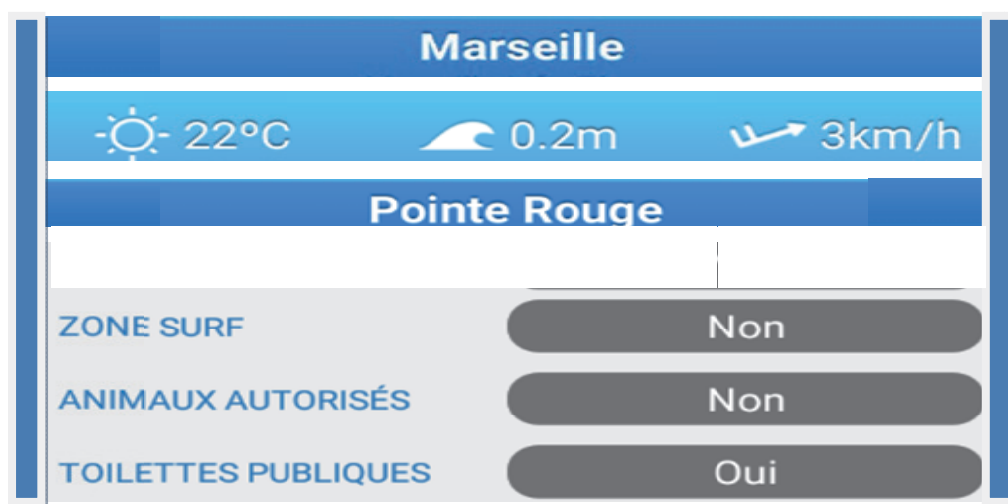 Marseille
22°C 0.2m 3km/h
Pointe Rouge
ZONE SURF Non
ANIMAUX AUTORISÉS Non
TOILETTES PUBLIQUES Oui